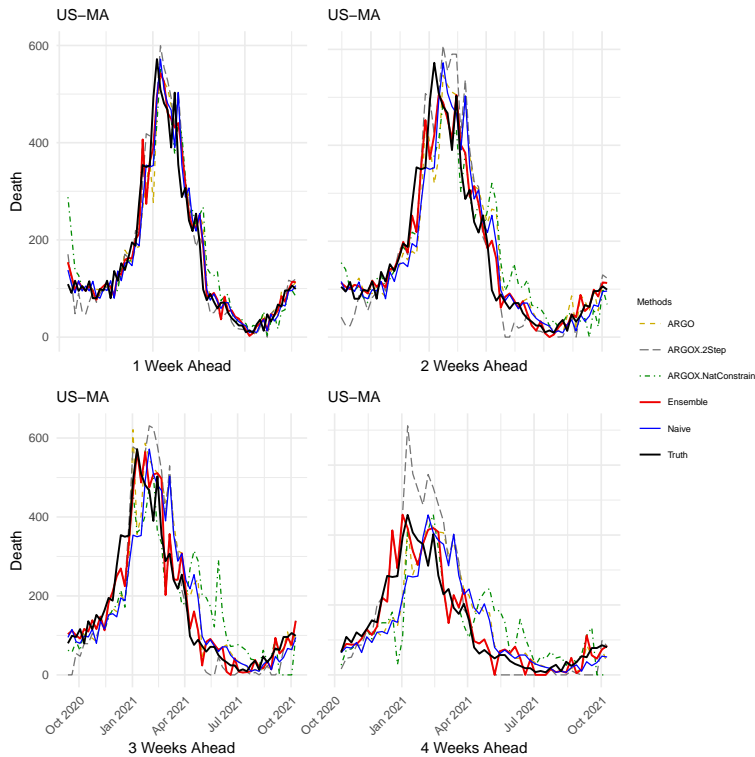 US−MA
US−MA
600
400
200
0
Death
1 Week Ahead
2 Weeks Ahead
US−MA
US−MA
600
400
200
0
Death
Oct 2020
Jan 2021
Apr 2021
Jul 2021
Oct 2021
Oct 2020
Jan 2021
Apr 2021
Jul 2021
Oct 2021
3 Weeks Ahead
4 Weeks Ahead
Methods
ARGO
ARGOX.2Step
ARGOX.NatConstrain
Ensemble
Naive
Truth